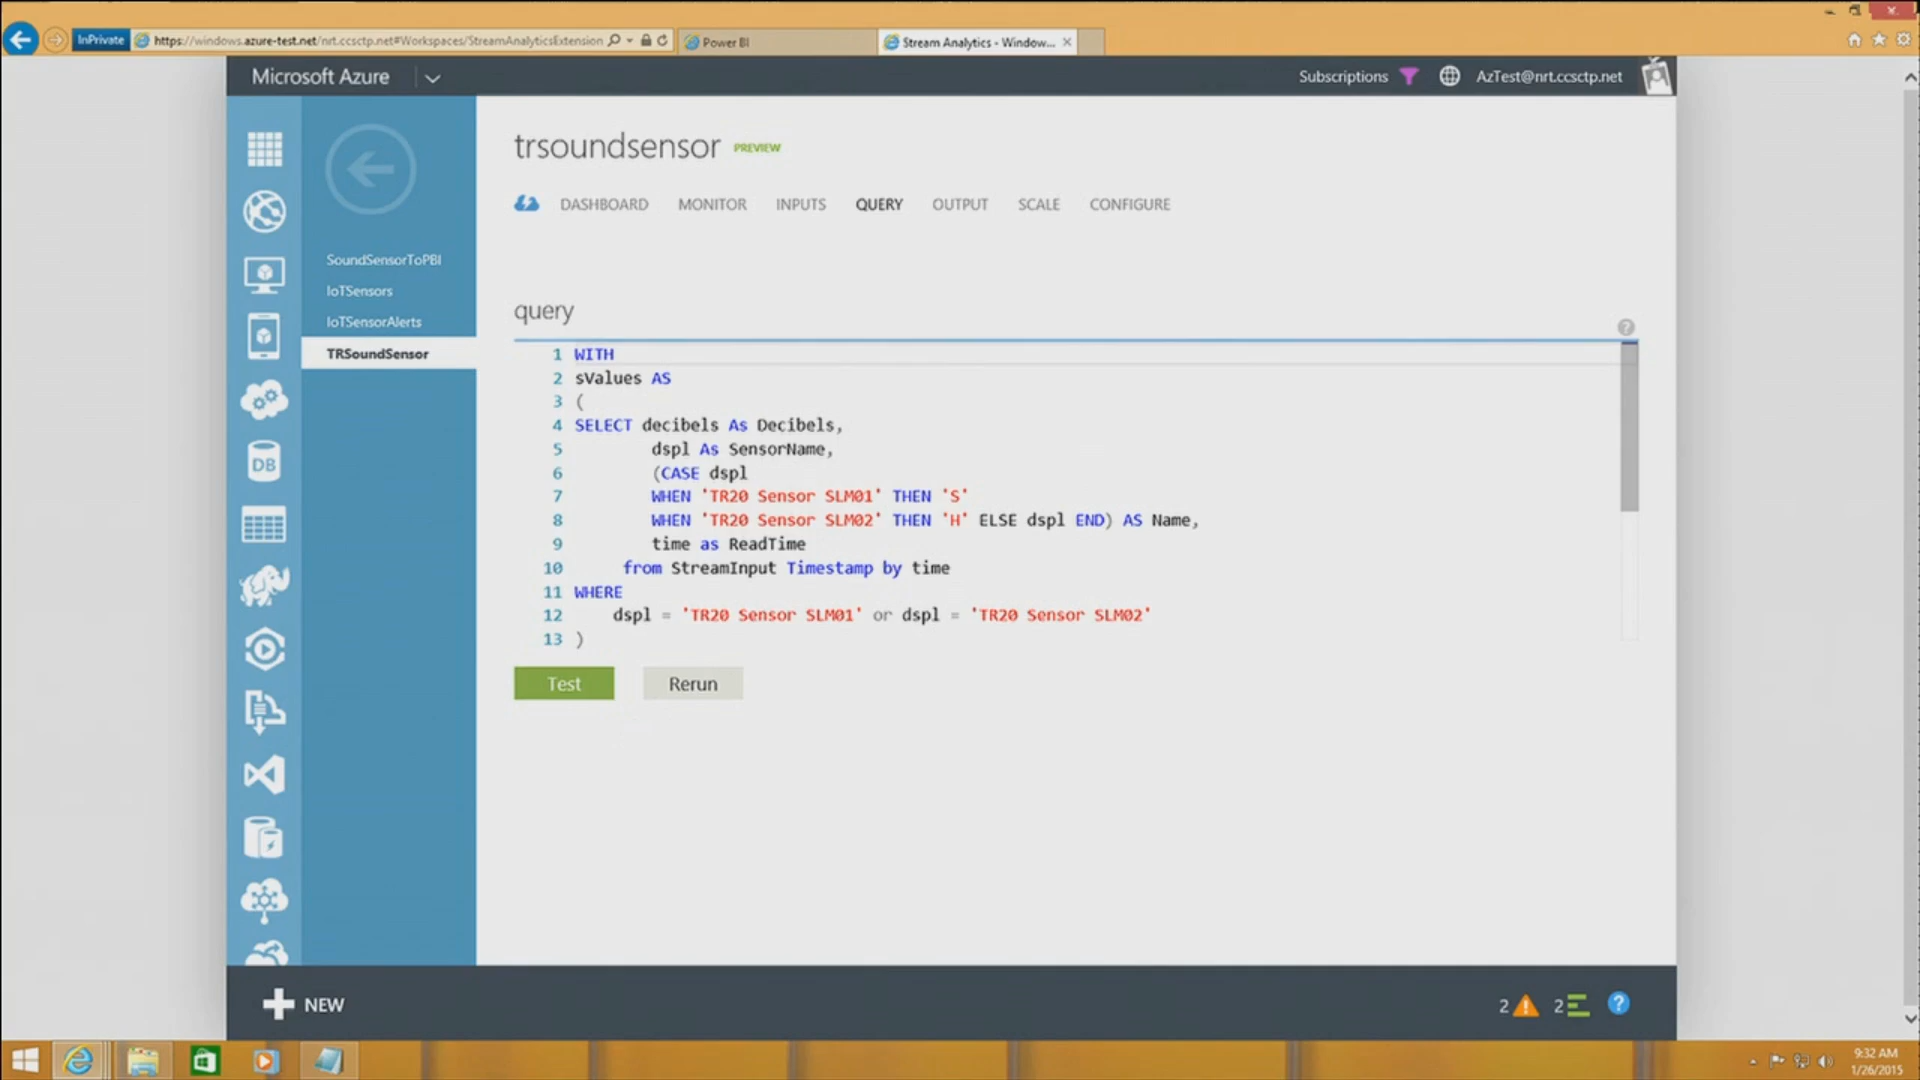 InPrivate
https://windows.azure-test.net/nrt.ccsctp.net#Workspaces/StreamAnalyticsExtension
Power BI
Stream Analytics - Window...
Microsoft Azure
Subscriptions
AzTest@nrt.ccsctp.net
trsoundsensor PREVIEW
DASHBOARD MONITOR INPUTS QUERY OUTPUT SCALE CONFIGURE
SoundSensorToPBI
IoTSensors
IoTSensorAlerts
TRSoundSensor
query
1 WITH
2 sValues AS
3 (
4 SELECT decibels As Decibels,
5 dspl As SensorName,
6 (CASE dspl
7 WHEN 'TR20 Sensor SLM01' THEN 'S'
8 WHEN 'TR20 Sensor SLM02' THEN 'H' ELSE dspl END) AS Name,
9 time as ReadTime
10 from StreamInput Timestamp by time
11 WHERE
12 dspl = 'TR20 Sensor SLM01' or dspl = 'TR20 Sensor SLM02'
13 )
Test
Rerun
DB
NEW
2
2
?
9:32 AM
1/26/2015